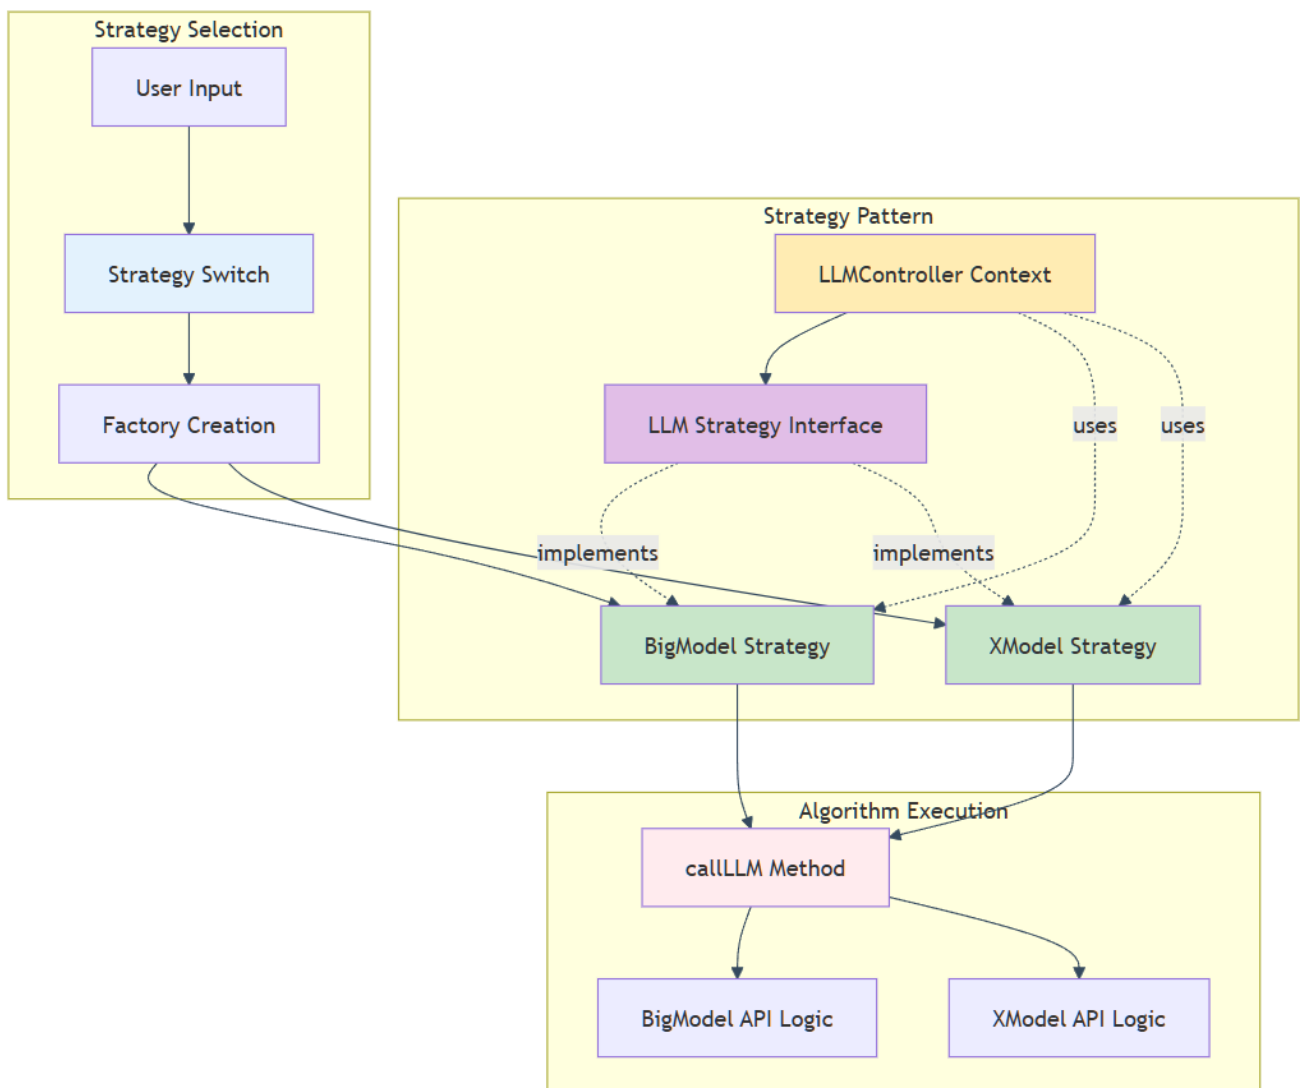 Strategy Selection
User Input
Strategy Switch
Factory Creation
Strategy Pattern
LLMController Context
LLM Strategy Interface
uses
uses
implements
implements
BigModel Strategy
XModel Strategy
Algorithm Execution
callLLM Method
BigModel API Logic
XModel API Logic